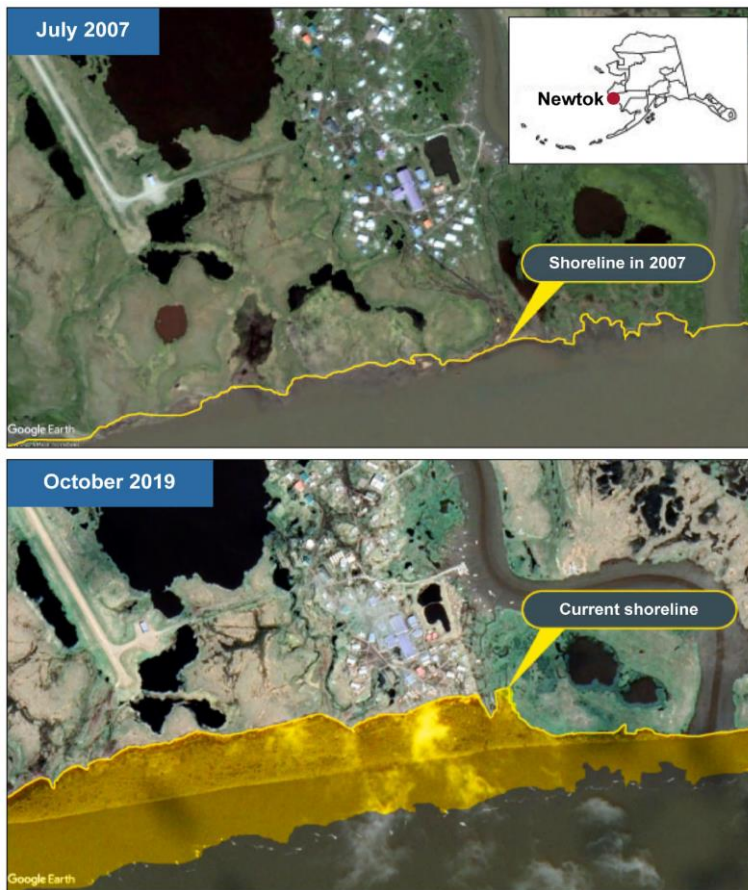 July 2007
Newtok
Shoreline in 2007
Google Earth
October 2019
Current shoreline
Google Earth